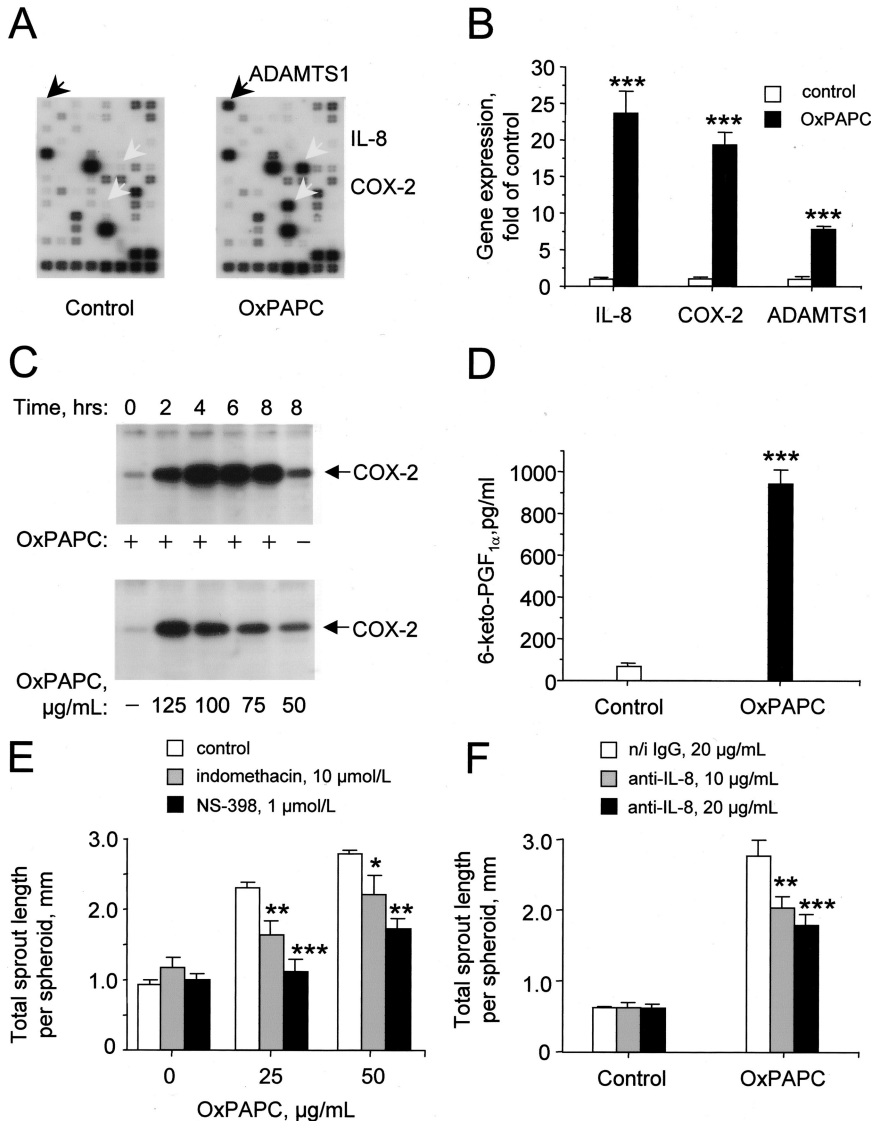 A
ADAMTS1
IL-8
COX-2
Control
OxPAPC
B
Gene expression,
fold of control
30
25
20
15
10
5
0
control
OxPAPC
***
***
***
IL-8
COX-2
ADAMTS1
C
Time, hrs: 0 2 4 6 8 8
COX-2
OxPAPC: + + + + + −
COX-2
OxPAPC,
µg/mL: − 125 100 75 50
D
6-keto-PGF1α,pg/ml
1000
800
600
400
200
0
***
Control
OxPAPC
E
control
indomethacin, 10 µmol/L
NS-398, 1 µmol/L
Total sprout length
per spheroid, mm
3.0
2.0
1.0
0
**
***
*
**
0
25
50
OxPAPC, µg/mL
F
n/i IgG, 20 µg/mL
anti-IL-8, 10 µg/mL
anti-IL-8, 20 µg/mL
Total sprout length
per spheroid, mm
3.0
2.0
1.0
0
**
***
Control
OxPAPC